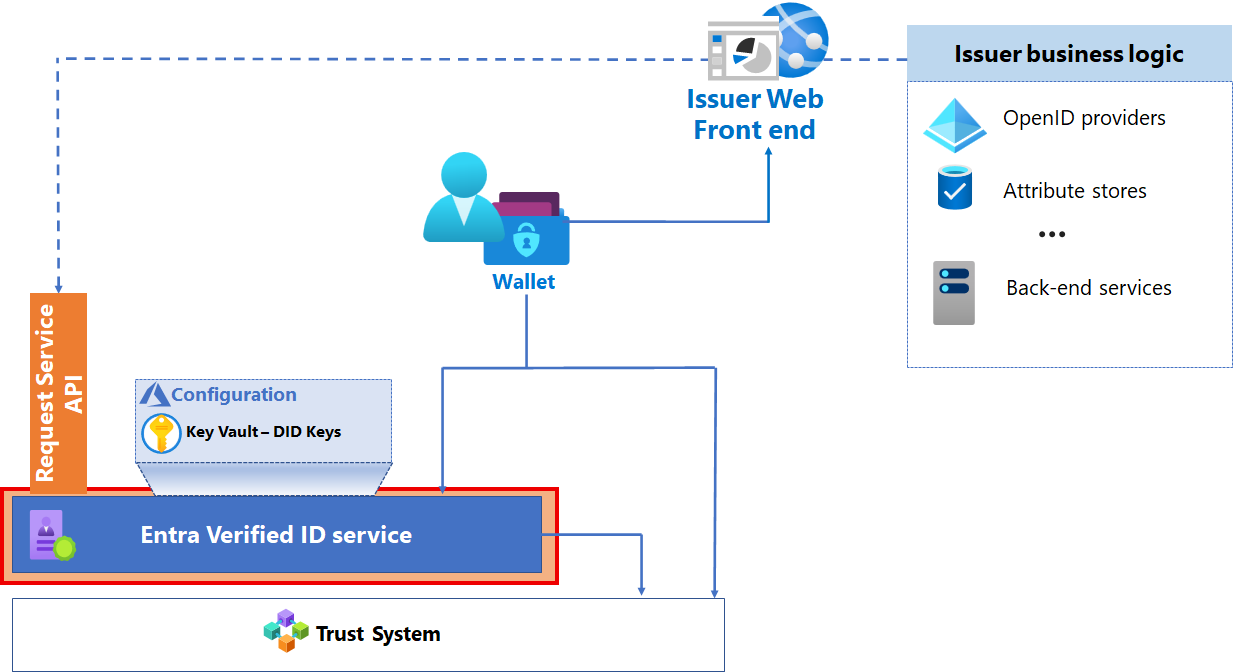 Issuer Web
Front end
Issuer business logic
OpenID providers
Attribute stores
...
Back-end services
Wallet
Request Service
API
Configuration
Key Vault – DID Keys
Entra Verified ID service
Trust System